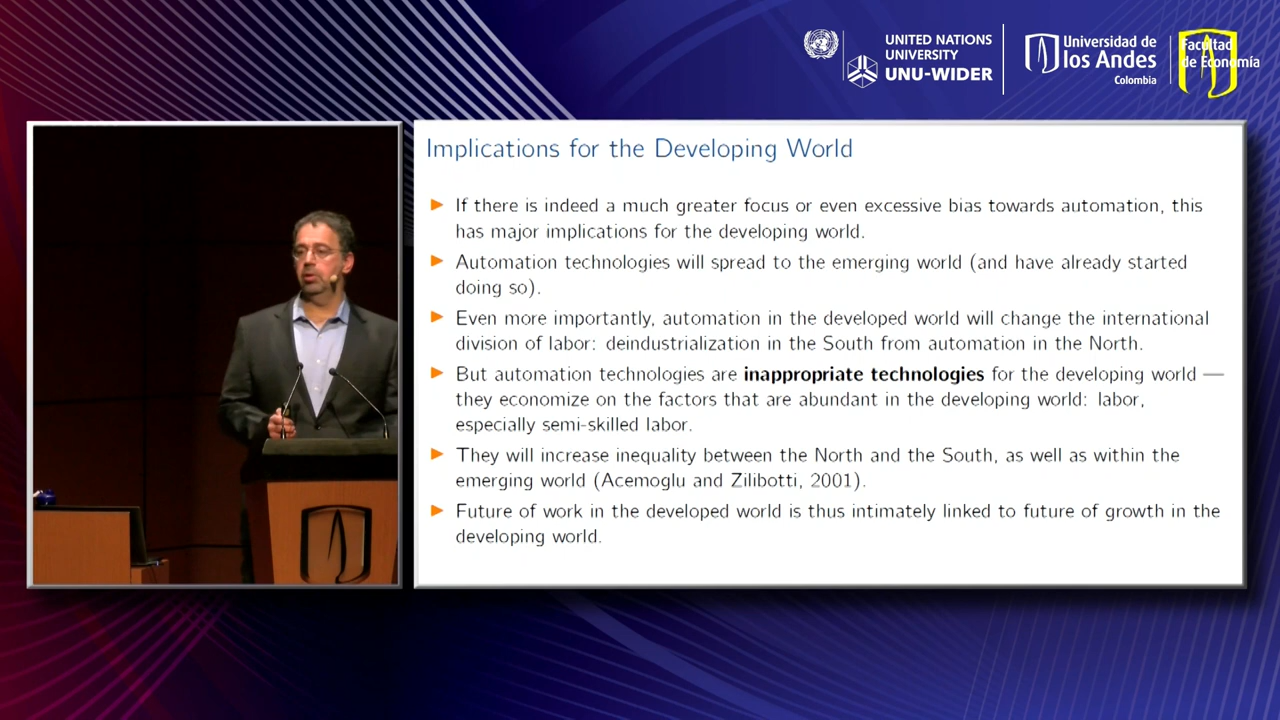 UNITED NATIONS
UNIVERSITY
UNU-WIDER
Universidad de
los Andes
Colombia
Facultad
de Economía
Implications for the Developing World
If there is indeed a much greater focus or even excessive bias towards automation, this
has major implications for the developing world.
Automation technologies will spread to the emerging world (and have already started
doing so).
Even more importantly, automation in the developed world will change the international
division of labor: deindustrialization in the South from automation in the North.
But automation technologies are inappropriate technologies for the developing world —
they economize on the factors that are abundant in the developing world: labor,
especially semi-skilled labor.
They will increase inequality between the North and the South, as well as within the
emerging world (Acemoglu and Zilibotti, 2001).
Future of work in the developed world is thus intimately linked to future of growth in the
developing world.